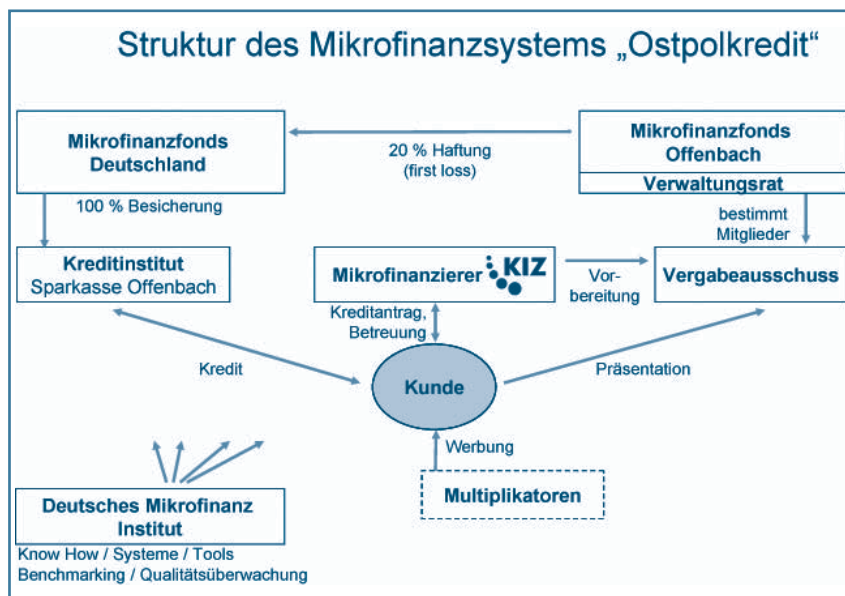 Struktur des Mikrofinanzsystems „Ostpolkredit“
Mikrofinanzfonds
Deutschland
20 % Haftung
(first loss)
Mikrofinanzfonds
Offenbach
Verwaltungsrat
100 % Besicherung
bestimmt
Mitglieder
Kreditinstitut
Sparkasse Offenbach
Mikrofinanzierer
KIZ
Vor-
bereitung
Vergabeausschuss
Kreditantrag,
Betreuung
Kredit
Kunde
Präsentation
Werbung
Multiplikatoren
Deutsches Mikrofinanz
Institut
Know How / Systeme / Tools
Benchmarking / Qualitätsüberwachung